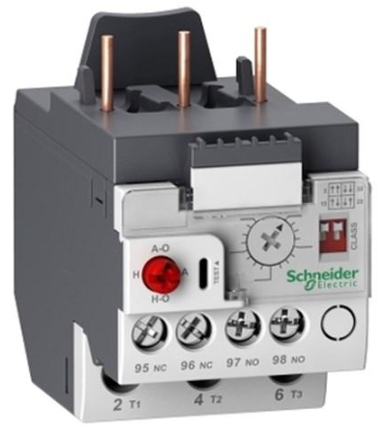 CLASS
A-O
H A
H-O
TEST
Schneider
Electric
95 NC 96 NC 97 NO 98 NO
2 T1 4 T2 6 T3